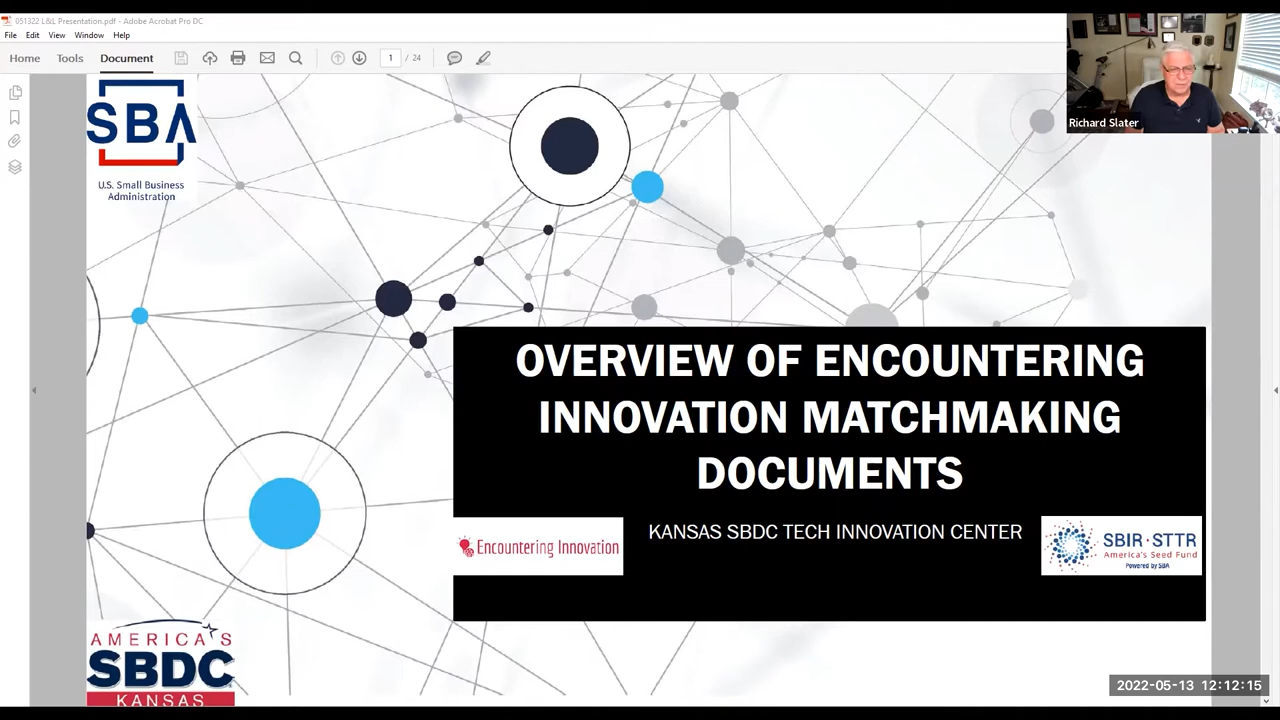 051322 L&L Presentation.pdf - Adobe Acrobat Pro DC
File Edit View Window Help
Home Tools Document
1 / 24
Richard Slater
SBA
U.S. Small Business
Administration
OVERVIEW OF ENCOUNTERING
INNOVATION MATCHMAKING
DOCUMENTS
KANSAS SBDC TECH INNOVATION CENTER
Encountering Innovation
SBIR·STTR
America's Seed Fund
Powered by SBA
AMERICA'S
SBDC
KANSAS
2022-05-13 12:12:15